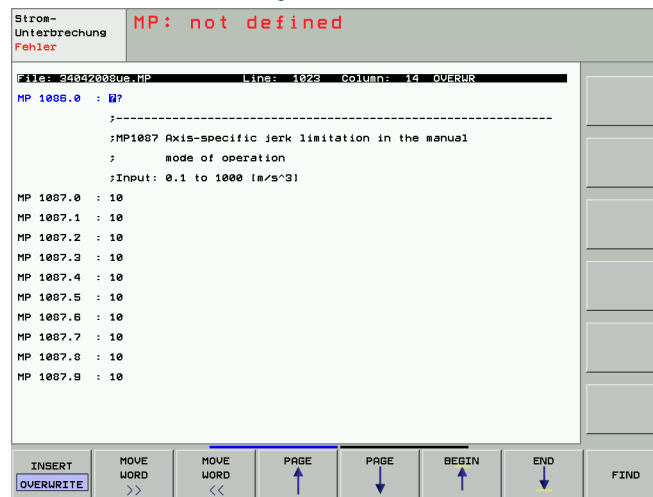 Strom-
Unterbrechung
Fehler
MP: not defined
File: 34042008ue.MP Line: 1023 Column: 14 OVERWR
MP 1086.0 : ??
;------------------------------------------------------------
;MP1087 Axis-specific jerk limitation in the manual
; mode of operation
;Input: 0.1 to 1000 [m/s^3]
MP 1087.0 : 10
MP 1087.1 : 10
MP 1087.2 : 10
MP 1087.3 : 10
MP 1087.4 : 10
MP 1087.5 : 10
MP 1087.6 : 10
MP 1087.7 : 10
MP 1087.8 : 10
MP 1087.9 : 10
INSERT
OVERWRITE
MOVE
WORD
>>
MOVE
WORD
<<
PAGE
PAGE
BEGIN
END
FIND